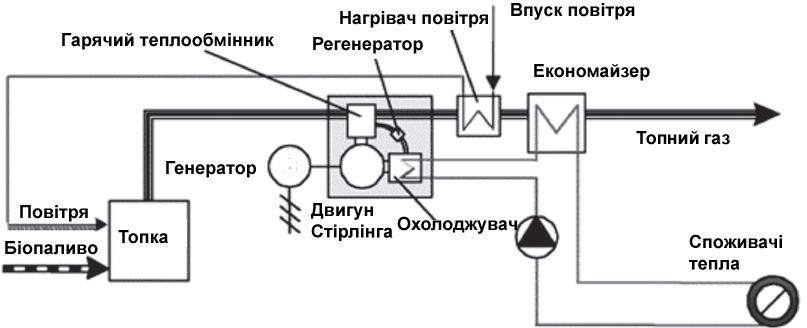 Нагрівач повітря
Впуск повітря
Гарячий теплообмінник
Регенератор
Економайзер
Топний газ
Генератор
Повітря
Біопаливо
Топка
Двигун
Стірлінга
Охолоджувач
Споживачі
тепла